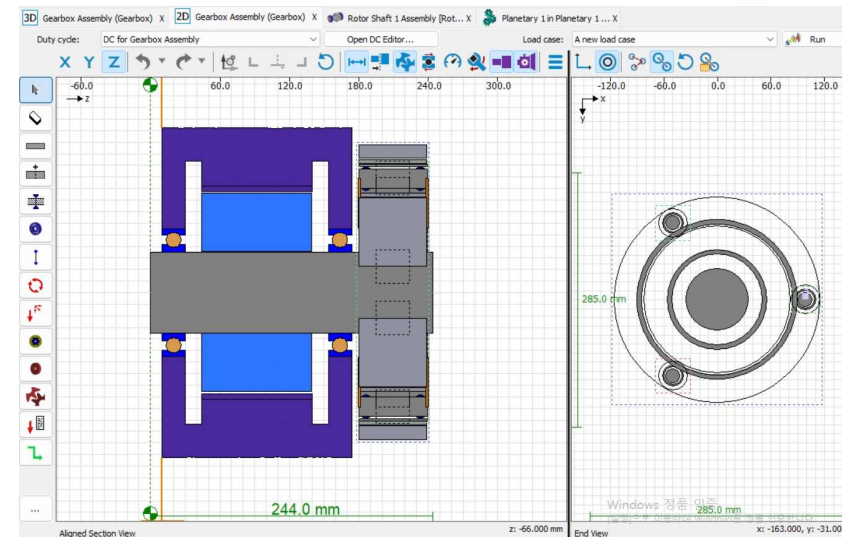 3D Gearbox Assembly (Gearbox) X 2D Gearbox Assembly (Gearbox) X Rotor Shaft 1 Assembly [Rot... X Planetary 1 in Planetary 1 ... X
Duty cycle: DC for Gearbox Assembly Open DC Editor... Load case: A new load case Run
X Y Z
-60.0 60.0 120.0 180.0 240.0 300.0
z
-120.0 -60.0 0.0 60.0 120.0
x
y
285.0 mm
244.0 mm
Windows 정품 인증
285.0 mm
Aligned Section View z: -66.000 mm
End View x: -163.000, y: -31.00